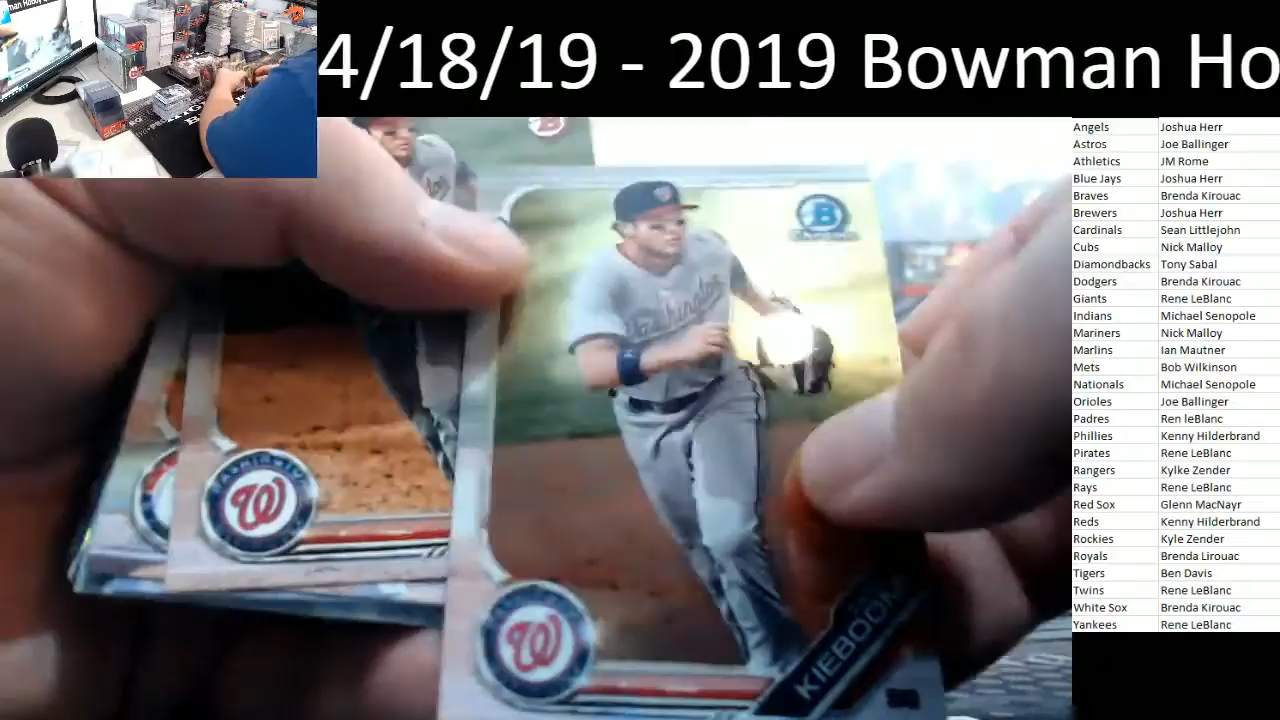 4/18/19 - 2019 Bowman Ho
Angels Joshua Herr
Astros Joe Ballinger
Athletics JM Rome
Blue Jays Joshua Herr
Braves Brenda Kirouac
Brewers Joshua Herr
Cardinals Sean Littlejohn
Cubs Nick Malloy
Diamondbacks Tony Sabal
Dodgers Brenda Kirouac
Giants Rene LeBlanc
Indians Michael Senopole
Mariners Nick Malloy
Marlins Ian Mautner
Mets Bob Wilkinson
Nationals Michael Senopole
Orioles Joe Ballinger
Padres Ren leBlanc
Phillies Kenny Hilderbrand
Pirates Rene LeBlanc
Rangers Kylke Zender
Rays Rene LeBlanc
Red Sox Glenn MacNayr
Reds Kenny Hilderbrand
Rockies Kyle Zender
Royals Brenda Lirouac
Tigers Ben Davis
Twins Rene LeBlanc
White Sox Brenda Kirouac
Yankees Rene LeBlanc
B
Washington
W
W
KIEBOOM